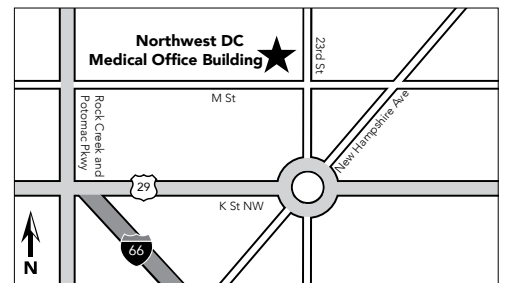 Northwest DC
Medical Office Building
23rd St
M St
Rock Creek and
Potomac Pkwy
New Hampshire Ave
29
K St NW
66
N